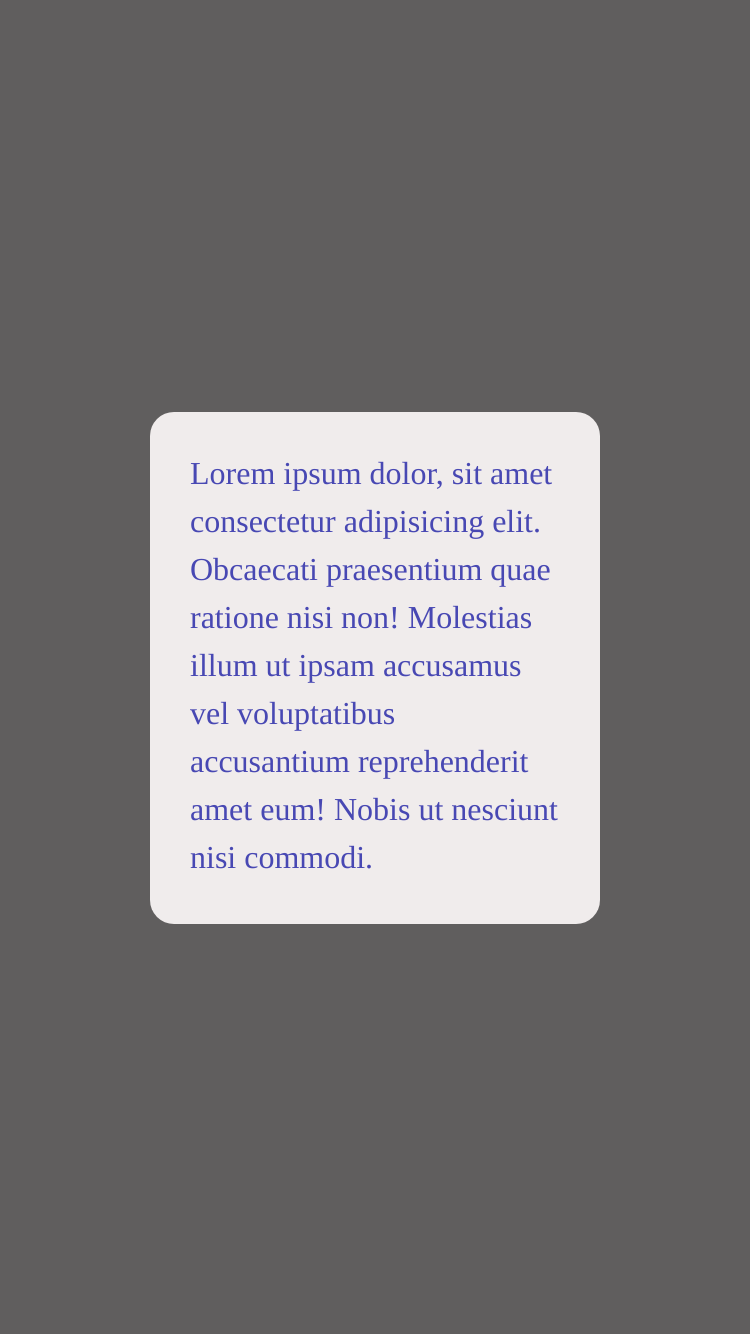 Lorem ipsum dolor, sit amet
consectetur adipisicing elit.
Obcaecati praesentium quae
ratione nisi non! Molestias
illum ut ipsam accusamus
vel voluptatibus
accusantium reprehenderit
amet eum! Nobis ut nesciunt
nisi commodi.